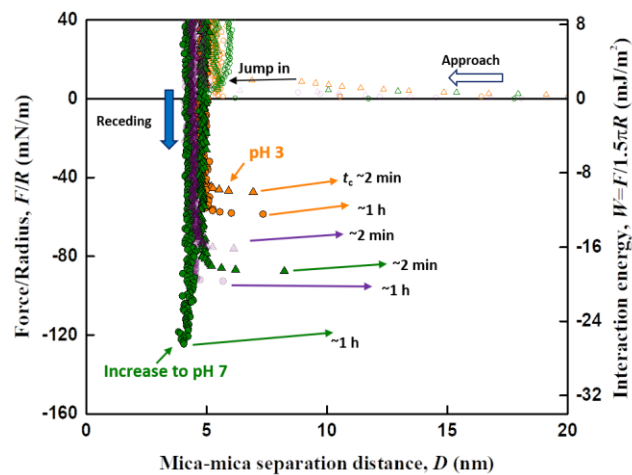 40
0
-40
-80
-120
-160
Force/Radius, F/R (mN/m)
8
0
-8
-16
-24
-32
Interaction energy, W=F/1.5πR (mJ/m²)
Jump in
Approach
Receding
pH 3
t꜀ ~2 min
~1 h
~2 min
~2 min
~1 h
~1 h
Increase to pH 7
0
5
10
15
20
Mica-mica separation distance, D (nm)